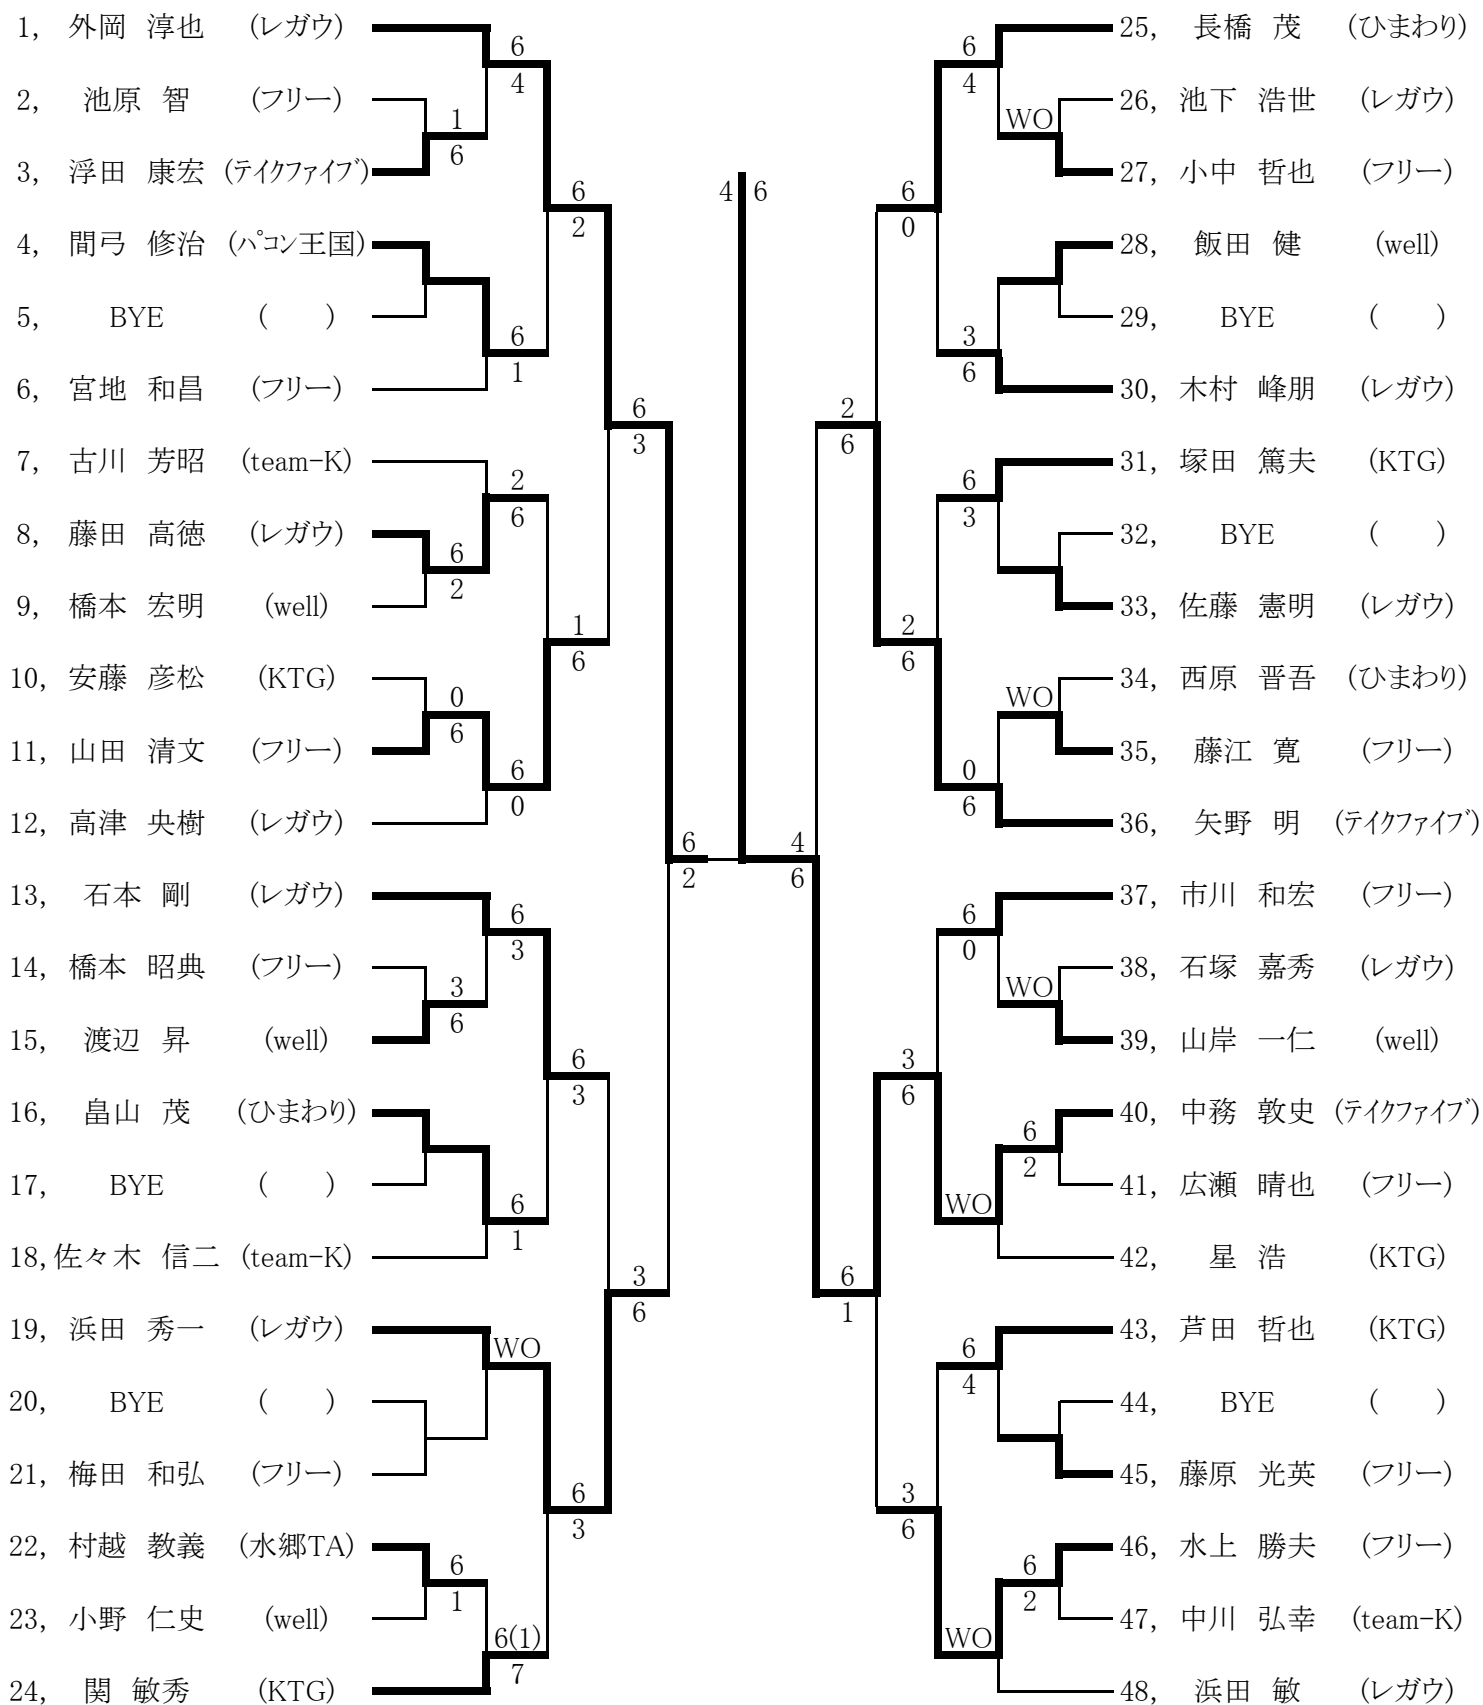 1, 外岡 淳也 (レガウ)
2, 池原 智 (フリー)
3, 浮田 康宏 (テイクファイブ)
4, 間弓 修治 (パコン王国)
5, BYE ( )
6, 宮地 和昌 (フリー)
7, 古川 芳昭 (team-K)
8, 藤田 高徳 (レガウ)
9, 橋本 宏明 (well)
10, 安藤 彦松 (KTG)
11, 山田 清文 (フリー)
12, 高津 央樹 (レガウ)
13, 石本 剛 (レガウ)
14, 橋本 昭典 (フリー)
15, 渡辺 昇 (well)
16, 畠山 茂 (ひまわり)
17, BYE ( )
18, 佐々木 信二 (team-K)
19, 浜田 秀一 (レガウ)
20, BYE ( )
21, 梅田 和弘 (フリー)
22, 村越 教義 (水郷TA)
23, 小野 仁史 (well)
24, 関 敏秀 (KTG)
1
6
6
2
0
6
3
6
6
1
6
4
6
1
2
6
6
0
6
3
6
1
WO
6(1)
7
6
2
1
6
6
3
6
3
6
3
3
6
6
2
4 6
4
6
2
6
6
1
6
0
2
6
3
6
3
6
6
4
3
6
6
3
0
6
6
0
WO
6
4
WO
WO
WO
WO
6
2
6
2
25, 長橋 茂 (ひまわり)
26, 池下 浩世 (レガウ)
27, 小中 哲也 (フリー)
28, 飯田 健 (well)
29, BYE ( )
30, 木村 峰朋 (レガウ)
31, 塚田 篤夫 (KTG)
32, BYE ( )
33, 佐藤 憲明 (レガウ)
34, 西原 晋吾 (ひまわり)
35, 藤江 寛 (フリー)
36, 矢野 明 (テイクファイブ)
37, 市川 和宏 (フリー)
38, 石塚 嘉秀 (レガウ)
39, 山岸 一仁 (well)
40, 中務 敦史 (テイクファイブ)
41, 広瀬 晴也 (フリー)
42, 星 浩 (KTG)
43, 芦田 哲也 (KTG)
44, BYE ( )
45, 藤原 光英 (フリー)
46, 水上 勝夫 (フリー)
47, 中川 弘幸 (team-K)
48, 浜田 敏 (レガウ)